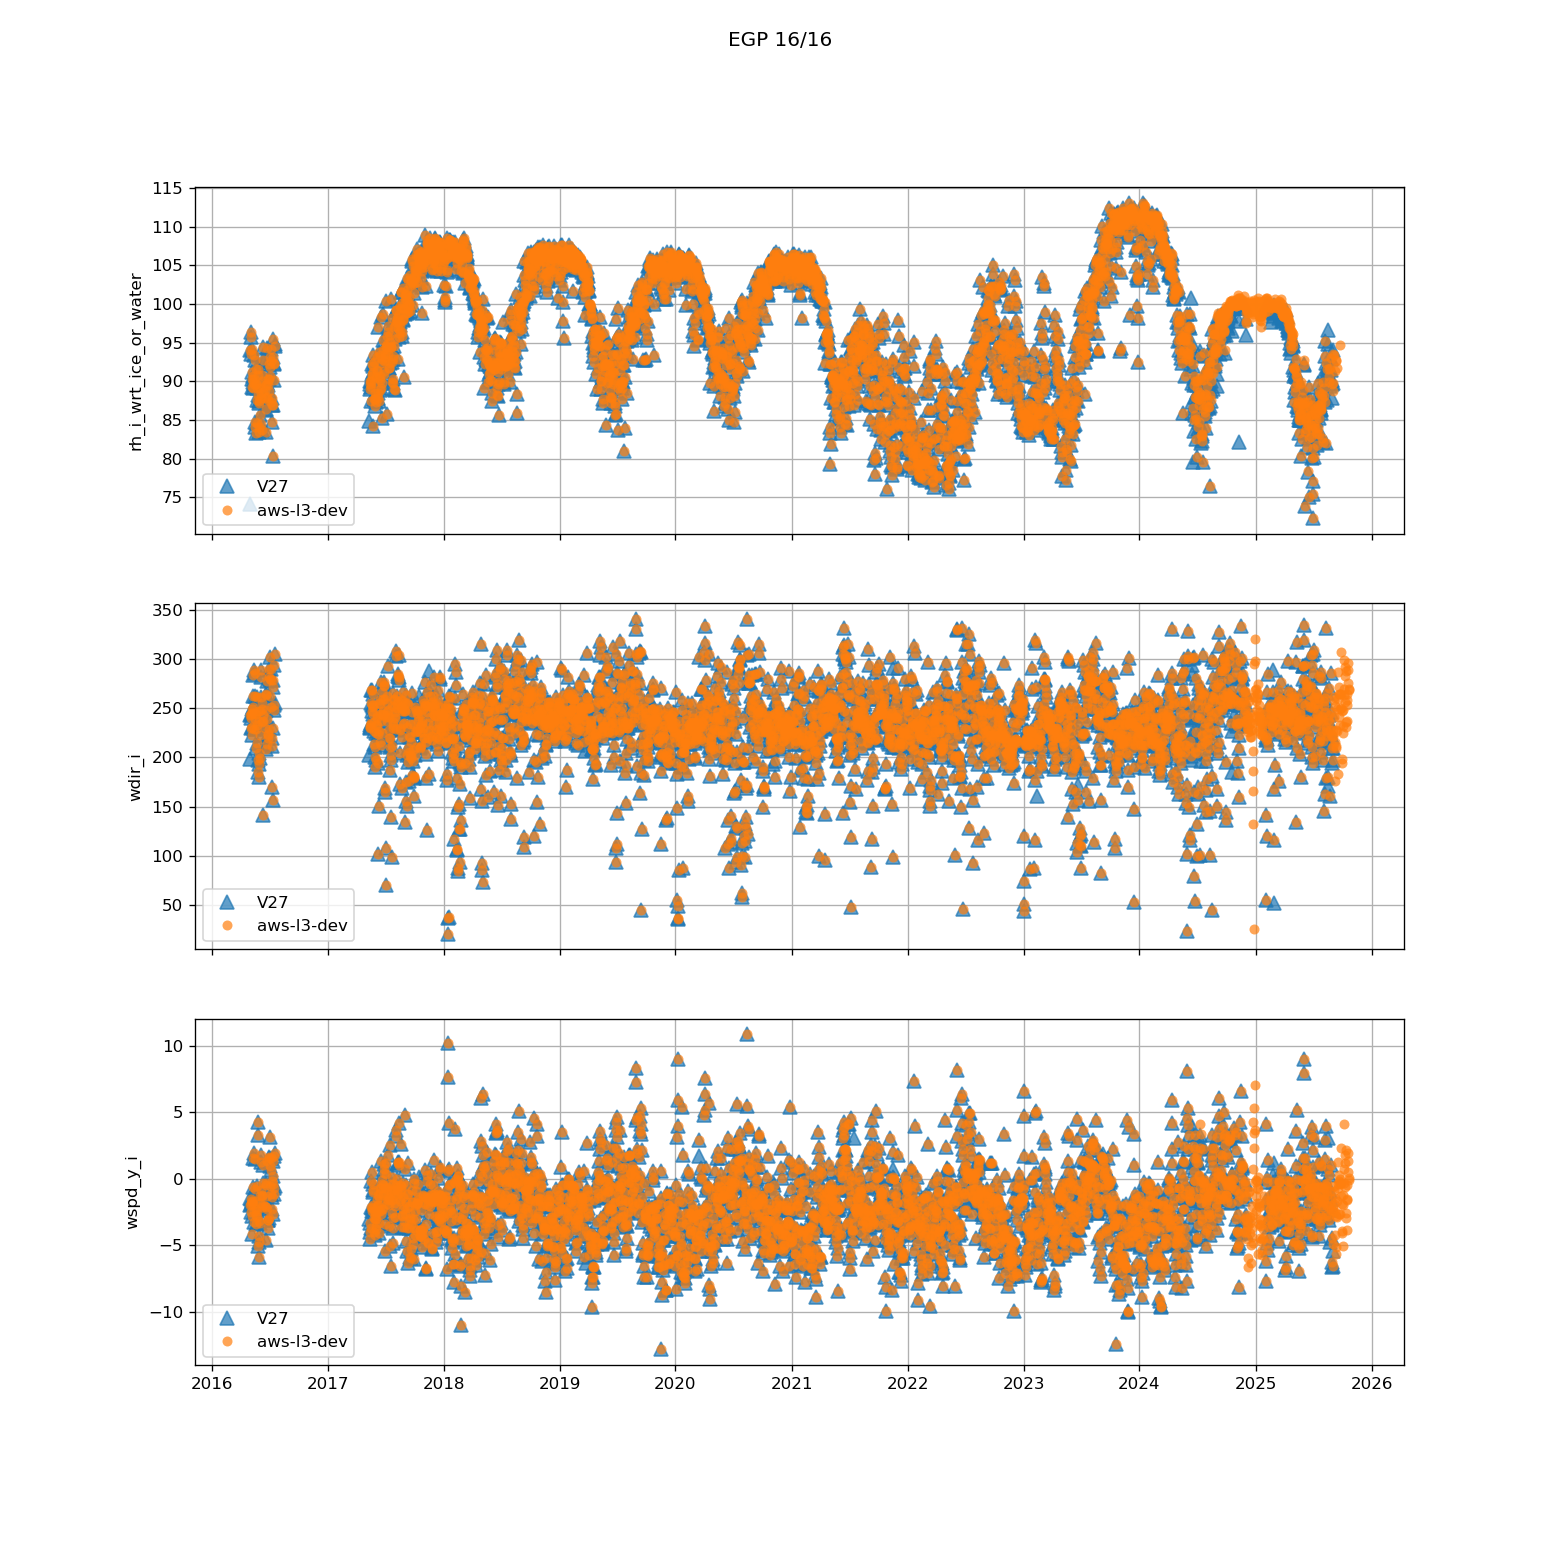 EGP 16/16
115
110
105
100
95
90
85
80
75
rh_i_wrt_ice_or_water
V27
aws-l3-dev
350
300
250
200
150
100
50
wdir_i
V27
aws-l3-dev
10
5
0
−5
−10
wspd_y_i
V27
aws-l3-dev
2016 2017 2018 2019 2020 2021 2022 2023 2024 2025 2026